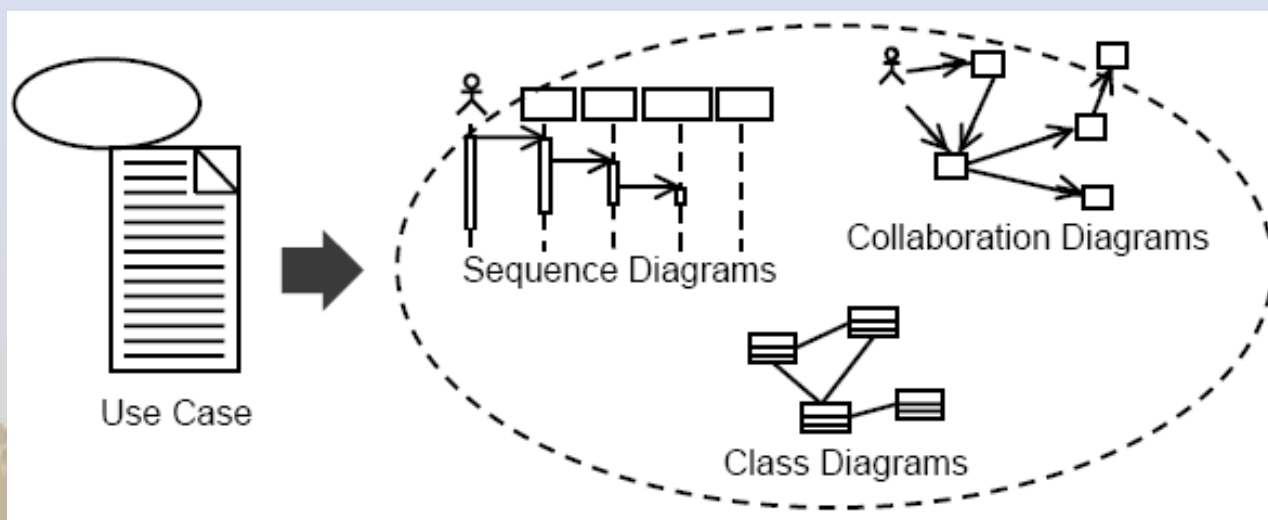 Use Case
Sequence Diagrams
Collaboration Diagrams
Class Diagrams